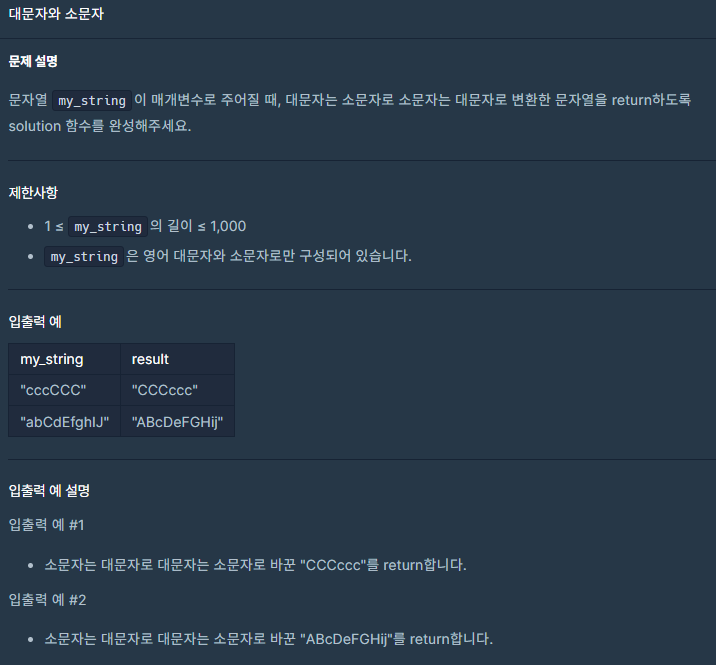 대문자와 소문자
문제 설명
문자열 my_string 이 매개변수로 주어질 때, 대문자는 소문자로 소문자는 대문자로 변환한 문자열을 return하도록
solution 함수를 완성해주세요.
제한사항
• 1 ≤ my_string 의 길이 ≤ 1,000
• my_string 은 영어 대문자와 소문자로만 구성되어 있습니다.
입출력 예
my_string result
"cccCCC" "CCCccc"
"abCdEfghIJ" "ABcDeFGHij"
입출력 예 설명
입출력 예 #1
• 소문자는 대문자로 대문자는 소문자로 바꾼 "CCCccc"를 return합니다.
입출력 예 #2
• 소문자는 대문자로 대문자는 소문자로 바꾼 "ABcDeFGHij"를 return합니다.